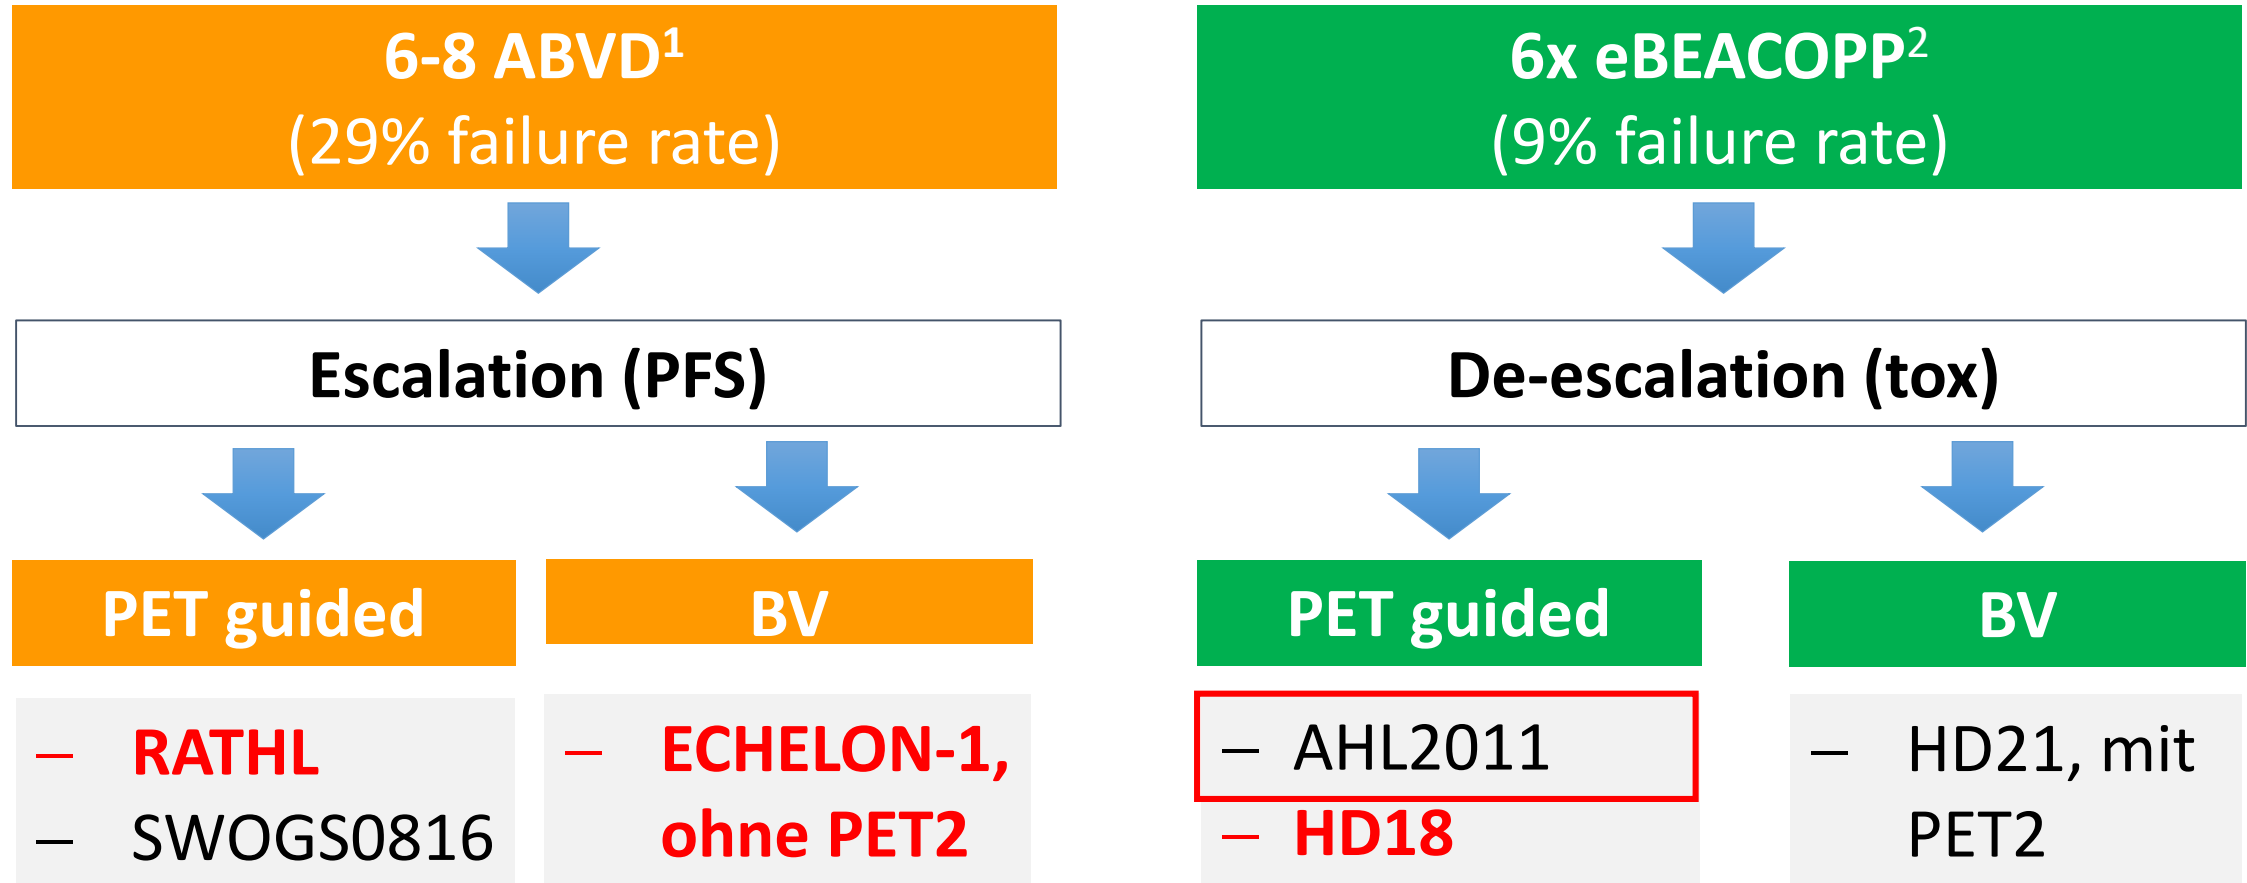 6-8 ABVD¹
(29% failure rate)
6x eBEACOPP²
(9% failure rate)
Escalation (PFS)
De-escalation (tox)
PET guided
BV
PET guided
BV
– RATHL
– SWOGS0816
– ECHELON-1,
ohne PET2
– AHL2011
– HD18
– HD21, mit
PET2